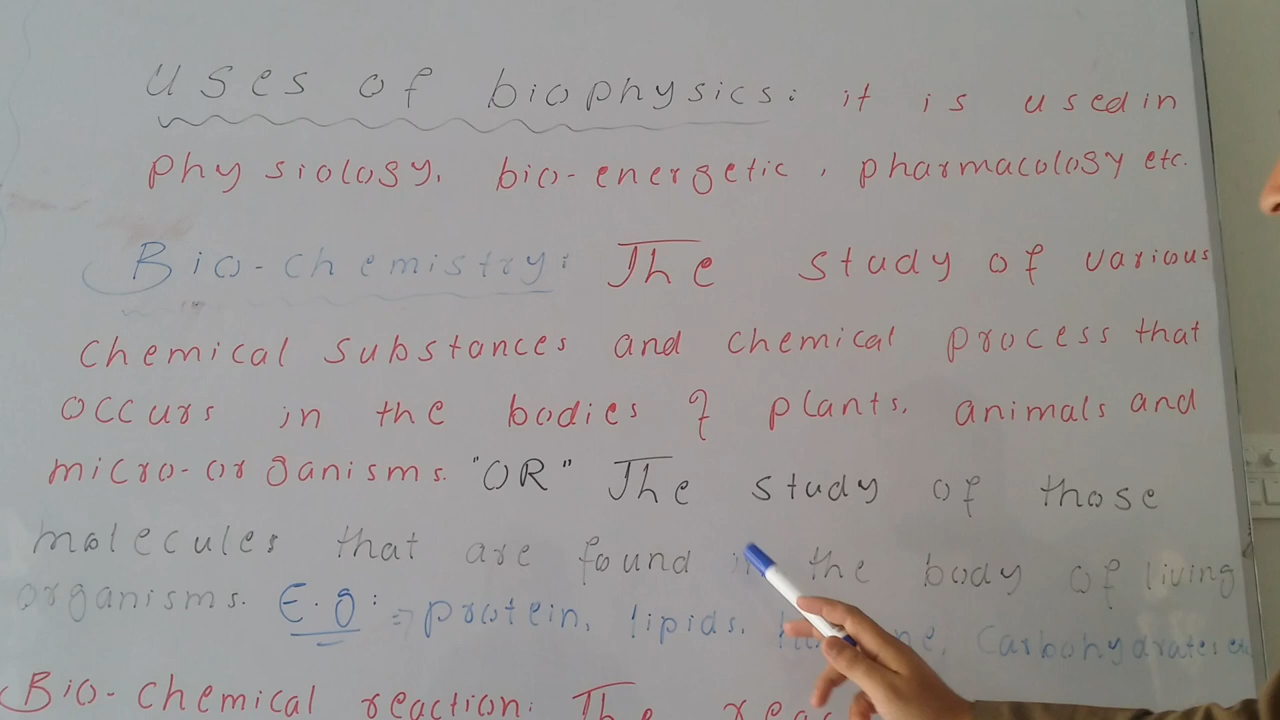 Uses of biophysics: it is used in
physiology, bio-energetic, pharmacology etc.
Bio-chemistry: The study of various
chemical substances and chemical process that
occurs in the bodies of plants, animals and
micro-organisms. "OR" The study of those
molecules that are found in the body of living
organisms. E.g: => protein, lipids, carbohydrates etc
Bio-chemical reaction: The